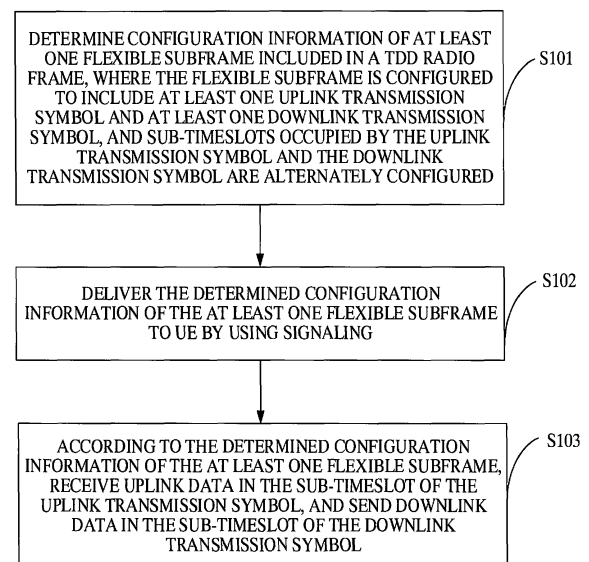 DETERMINE CONFIGURATION INFORMATION OF AT LEAST
ONE FLEXIBLE SUBFRAME INCLUDED IN A TDD RADIO
FRAME, WHERE THE FLEXIBLE SUBFRAME IS CONFIGURED
TO INCLUDE AT LEAST ONE UPLINK TRANSMISSION
SYMBOL AND AT LEAST ONE DOWNLINK TRANSMISSION
SYMBOL, AND SUB-TIMESLOTS OCCUPIED BY THE UPLINK
TRANSMISSION SYMBOL AND THE DOWNLINK
TRANSMISSION SYMBOL ARE ALTERNATELY CONFIGURED
S101
DELIVER THE DETERMINED CONFIGURATION
INFORMATION OF THE AT LEAST ONE FLEXIBLE SUBFRAME
TO UE BY USING SIGNALING
S102
ACCORDING TO THE DETERMINED CONFIGURATION
INFORMATION OF THE AT LEAST ONE FLEXIBLE SUBFRAME,
RECEIVE UPLINK DATA IN THE SUB-TIMESLOT OF THE
UPLINK TRANSMISSION SYMBOL, AND SEND DOWNLINK
DATA IN THE SUB-TIMESLOT OF THE DOWNLINK
TRANSMISSION SYMBOL
S103